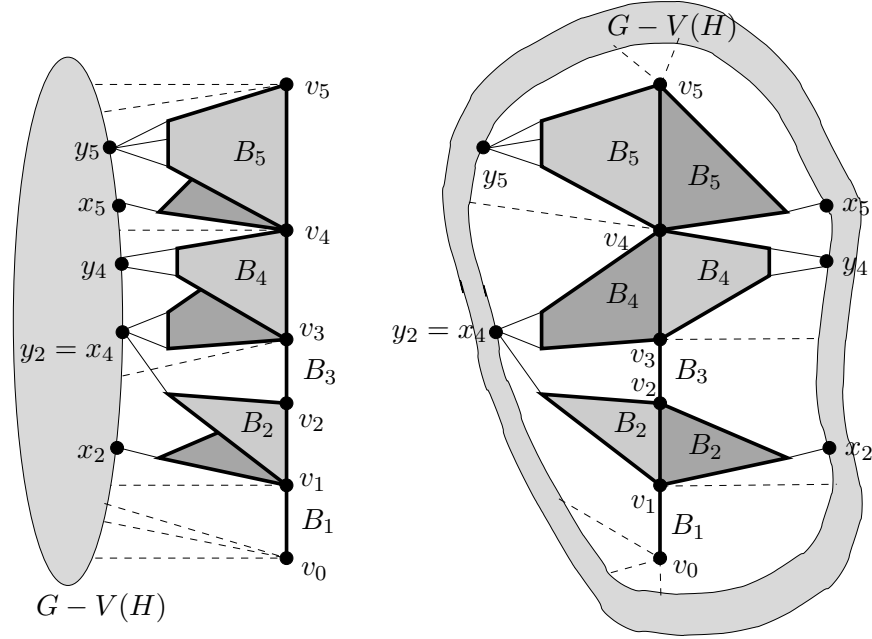 v₅
y₅
B₅
x₅
v₄
y₄
B₄
y₂ = x₄
v₃
B₃
v₂
B₂
x₂
v₁
B₁
v₀
G − V(H)
G − V(H)
v₅
B₅
B₅
y₅
x₅
v₄
B₄
y₄
B₄
y₂ = x₄
v₃
v₂
B₃
B₂
B₂
x₂
v₁
B₁
v₀